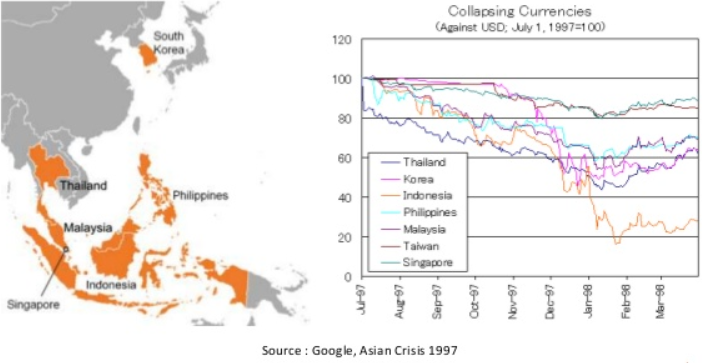 South
Korea
Thailand
Philippines
Malaysia
Indonesia
Singapore
Collapsing Currencies
(Against USD; July 1, 1997=100)
120
100
80
60
40
20
0
Thailand
Korea
Indonesia
Philippines
Malaysia
Taiwan
Singapore
Jul-97
Aug-97
Sep-97
Oct-97
Nov-97
Dec-97
Jan-98
Feb-98
Mar-98
Source : Google, Asian Crisis 1997